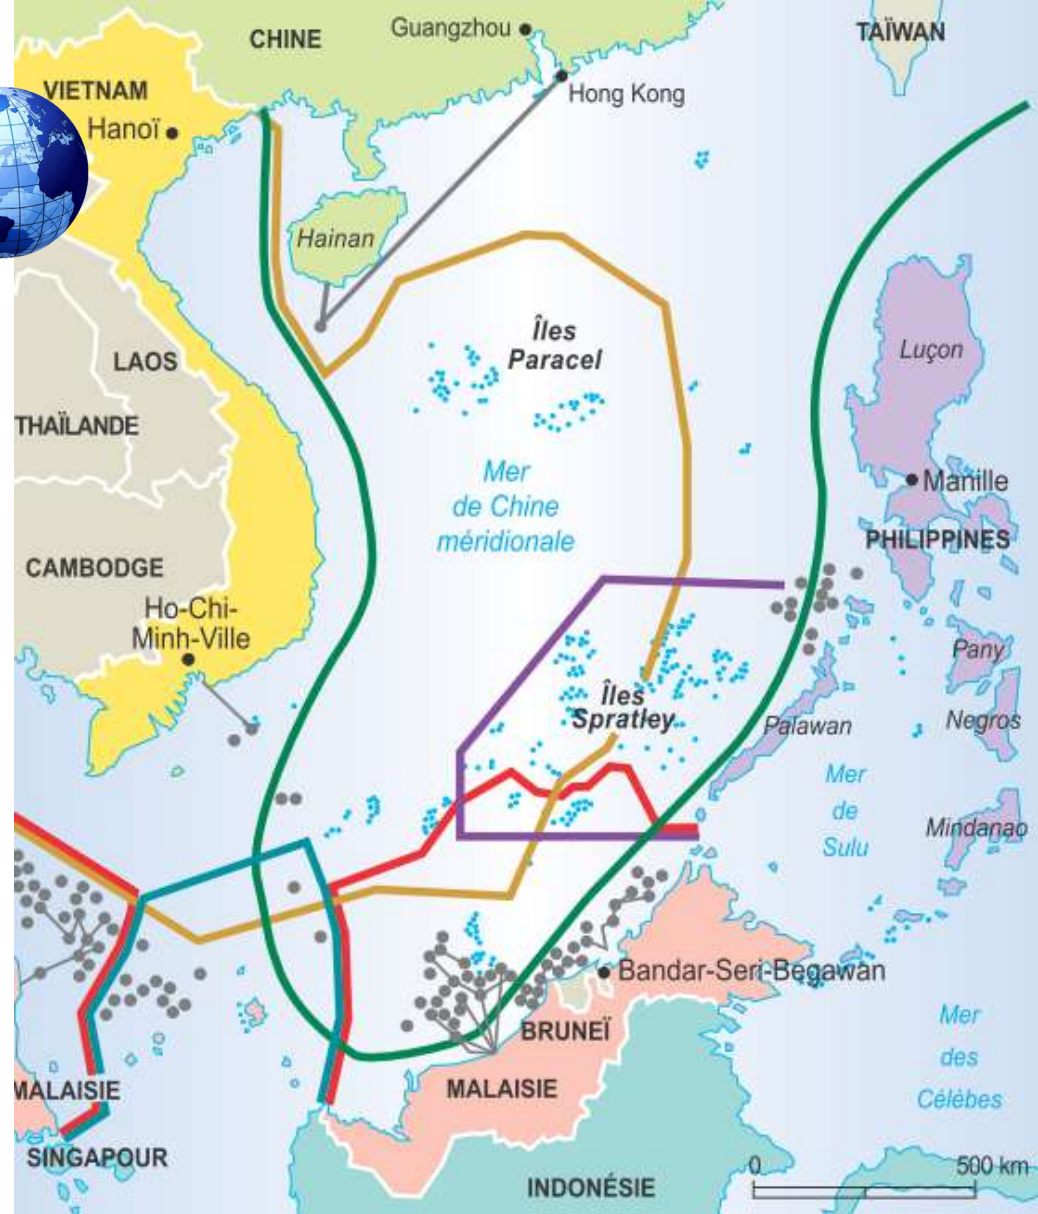 TAÏWAN
Guangzhou
CHINE
VIETNAM
Hong Kong
Hanoï
Hainan
Îles
Paracel
Luçon
LAOS
THAÏLANDE
Mer
de Chine
méridionale
Manille
PHILIPPINES
CAMBODGE
Ho-Chi-
Minh-Ville
Pany
Îles
Spratley
Palawan
Negros
Mer
de
Sulu
Mindanao
Bandar-Seri-Begawan
BRUNEÏ
Mer
des
Célèbes
MALAISIE
MALAISIE
SINGAPOUR
INDONÉSIE
0
500 km